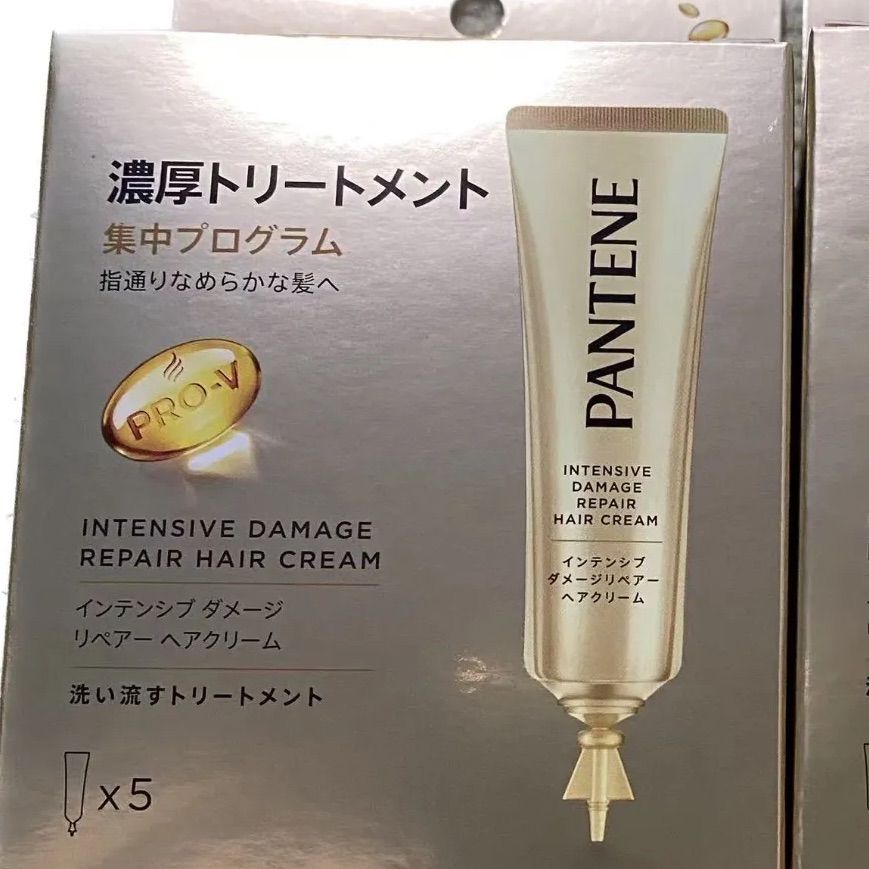 濃厚トリートメント
集中プログラム
指通りなめらかな髪へ
PRO-V
INTENSIVE DAMAGE
REPAIR HAIR CREAM
インテンシブ ダメージ
リペアー ヘアクリーム
洗い流すトリートメント
x5
PANTENE
INTENSIVE
DAMAGE
REPAIR
HAIR CREAM
インテンシブ
ダメージリペアー
ヘアクリーム